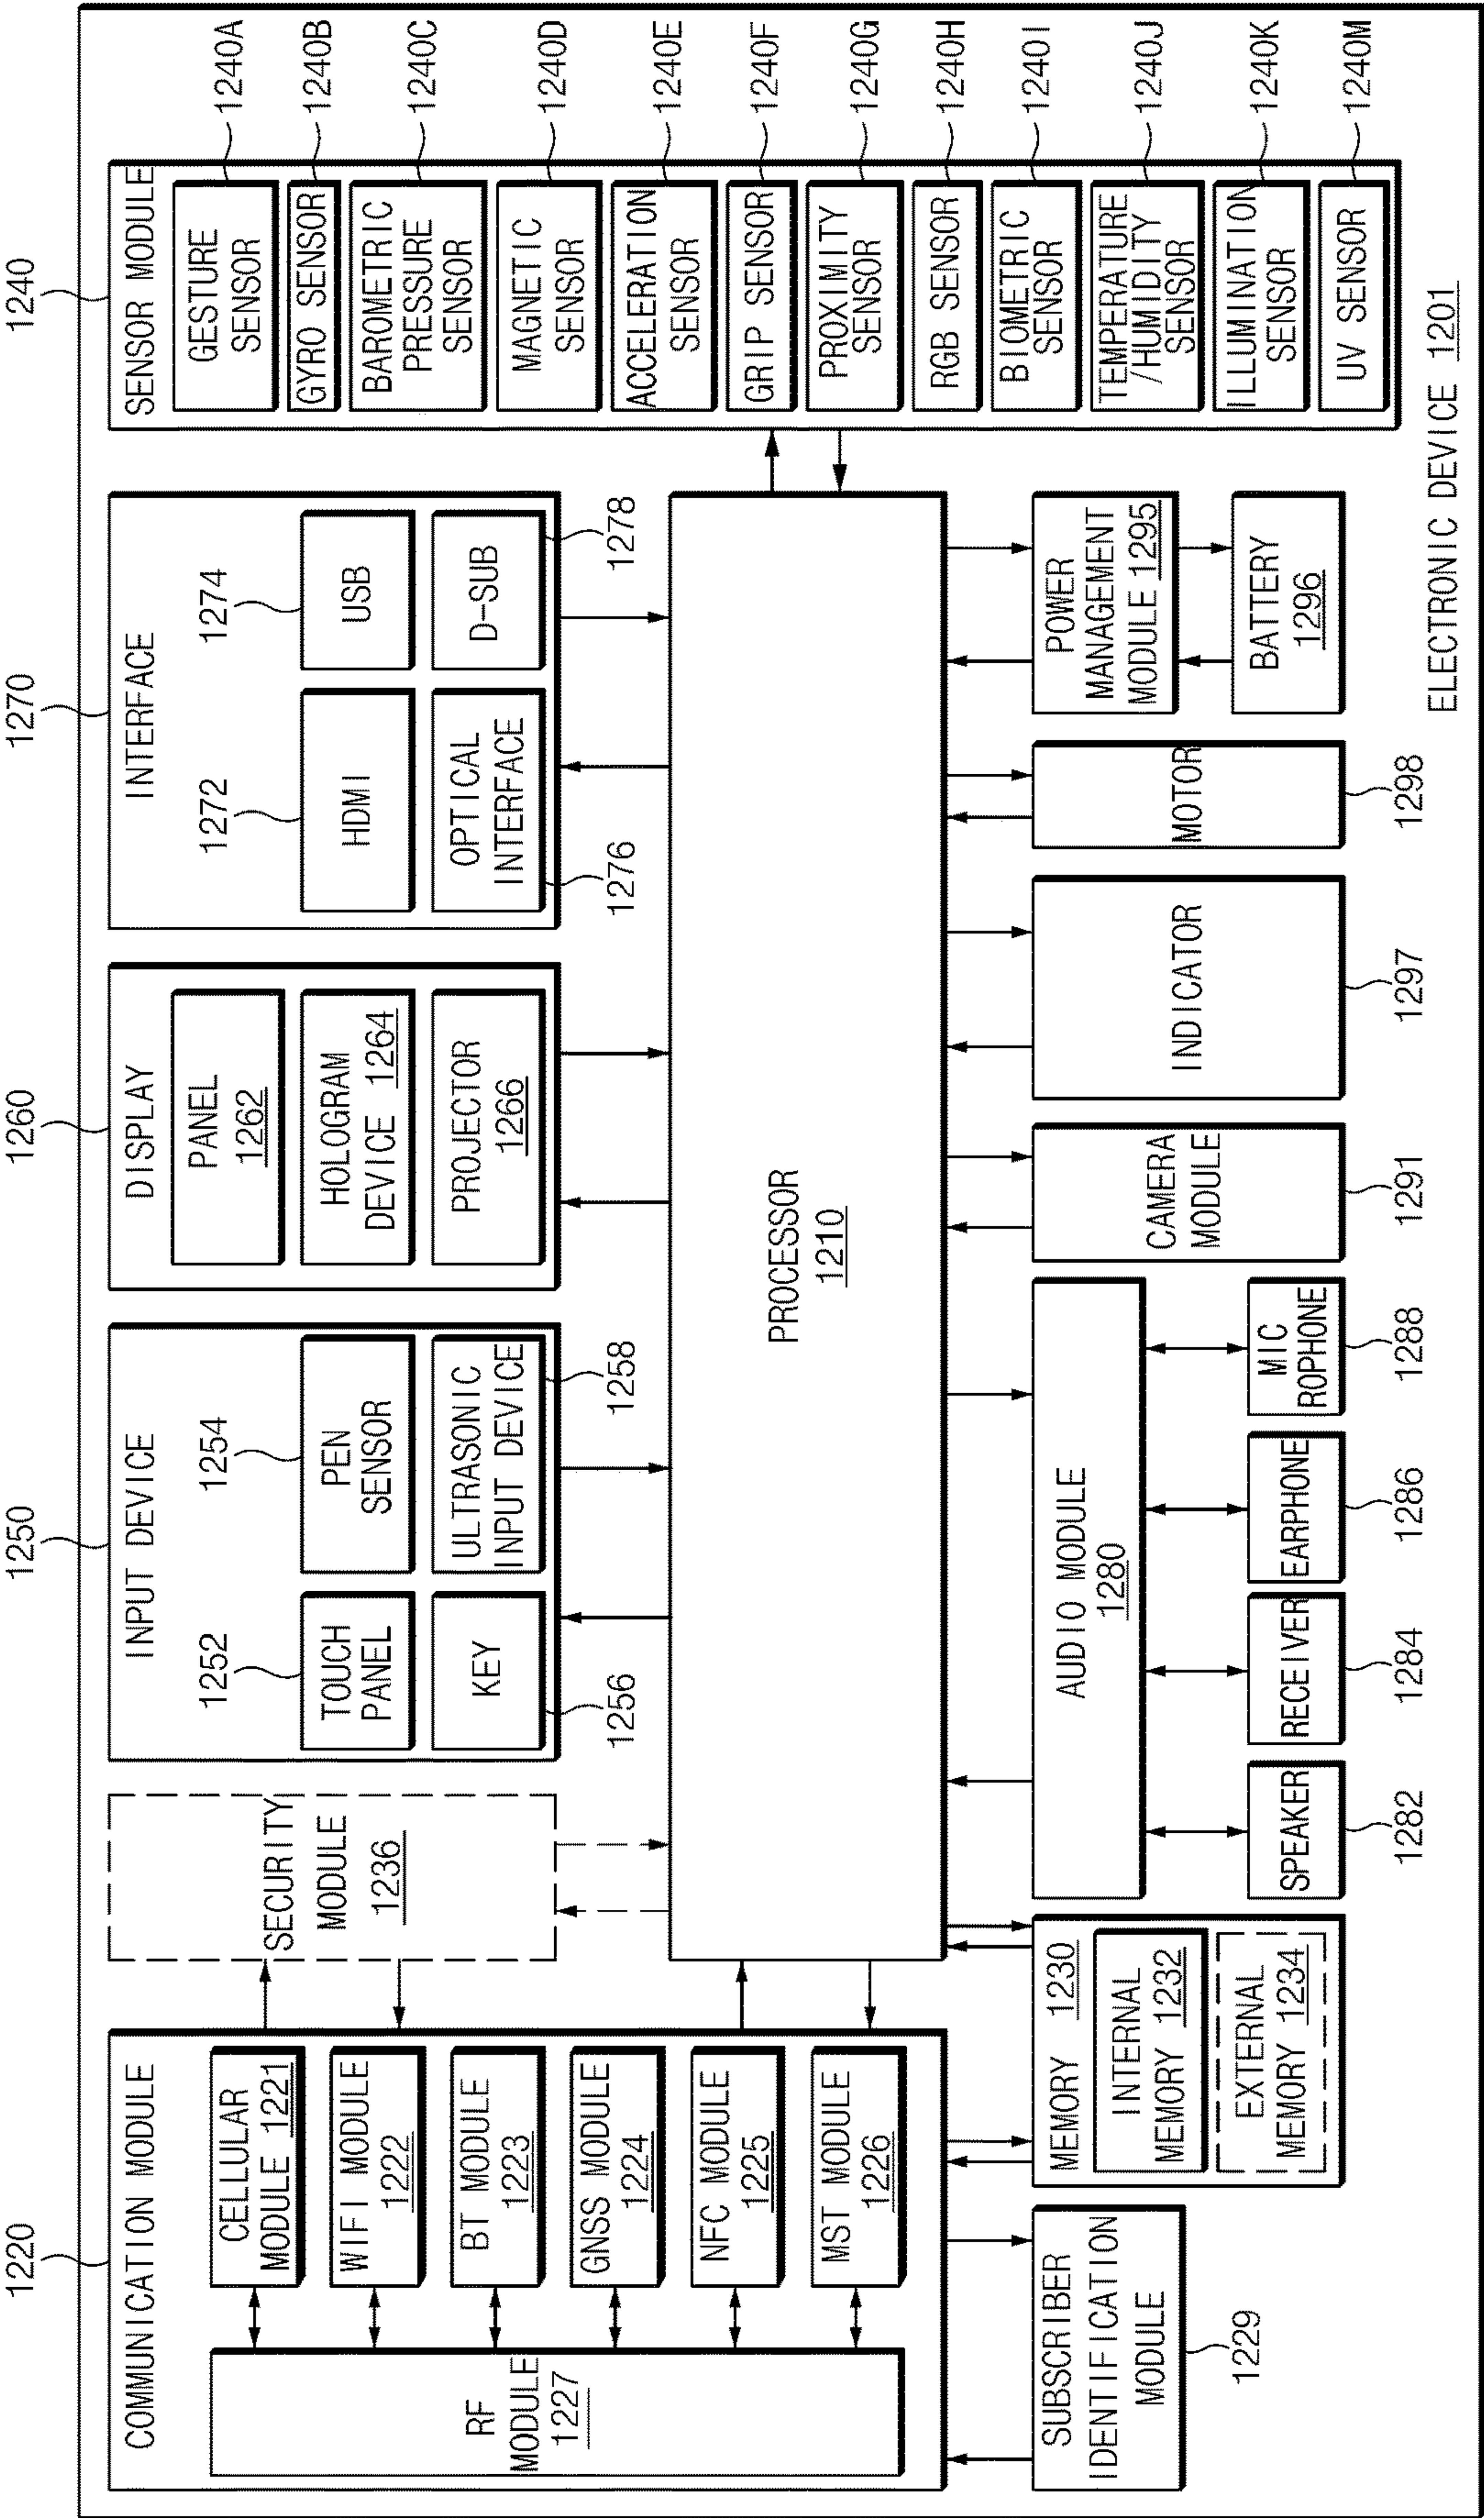 1220
COMMUNICATION MODULE
RF
MODULE
1227
CELLULAR
MODULE 1221
WIFI MODULE
1222
BT MODULE
1223
GNSS MODULE
1224
NFC MODULE
1225
MST MODULE
1226
SECURITY
MODULE
1236
1250
INPUT DEVICE
1252
TOUCH
PANEL
1254
PEN
SENSOR
KEY
1256
ULTRASONIC
INPUT DEVICE
1258
1260
DISPLAY
PANEL
1262
HOLOGRAM
DEVICE 1264
PROJECTOR
1266
1270
INTERFACE
1272
HDMI
1274
USB
OPTICAL
INTERFACE
1276
D-SUB
1278
1240
SENSOR MODULE
GESTURE
SENSOR
1240A
GYRO SENSOR
1240B
BAROMETRIC
PRESSURE
SENSOR
1240C
MAGNETIC
SENSOR
1240D
ACCELERATION
SENSOR
1240E
GRIP SENSOR
1240F
PROXIMITY
SENSOR
1240G
RGB SENSOR
1240H
BIOMETRIC
SENSOR
1240I
TEMPERATURE
/HUMIDITY
SENSOR
1240J
ILLUMINATION
SENSOR
1240K
UV SENSOR
1240M
PROCESSOR
1210
SUBSCRIBER
IDENTIFICATION
MODULE
1229
MEMORY 1230
INTERNAL
MEMORY 1232
EXTERNAL
MEMORY 1234
AUDIO MODULE
1280
SPEAKER
1282
RECEIVER
1284
EARPHONE
1286
MIC
ROPHONE
1288
CAMERA
MODULE
1291
INDICATOR
1297
MOTOR
1298
POWER
MANAGEMENT
MODULE 1295
BATTERY
1296
ELECTRONIC DEVICE 1201